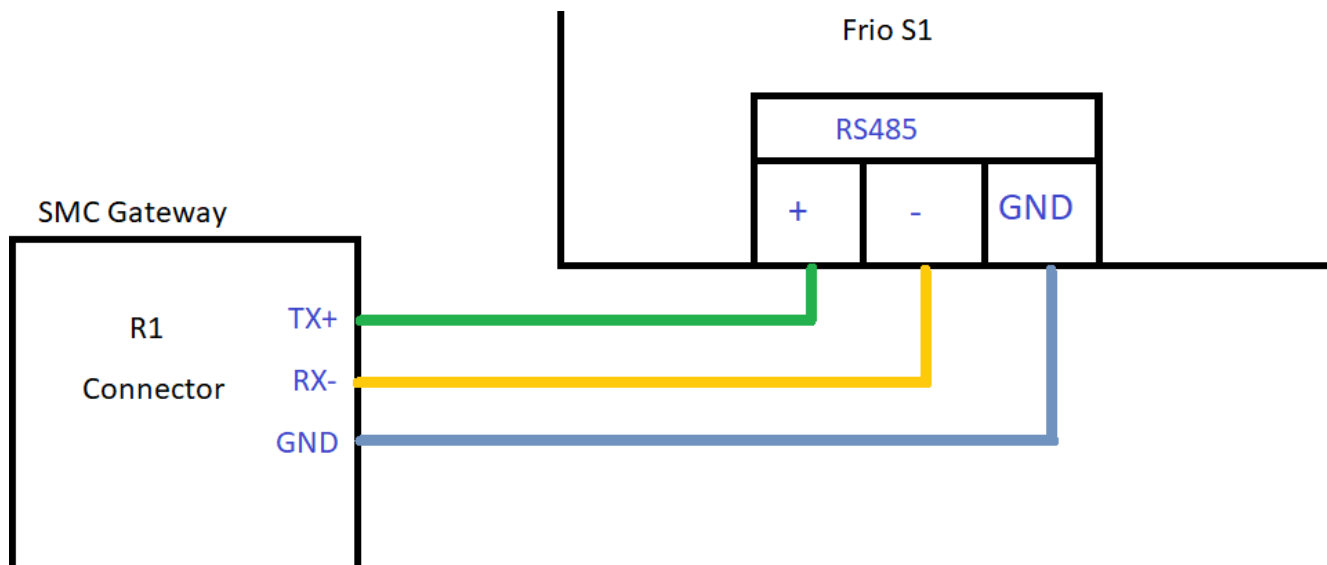 Frio S1
RS485
+ - GND
SMC Gateway
R1
Connector
TX+
RX-
GND